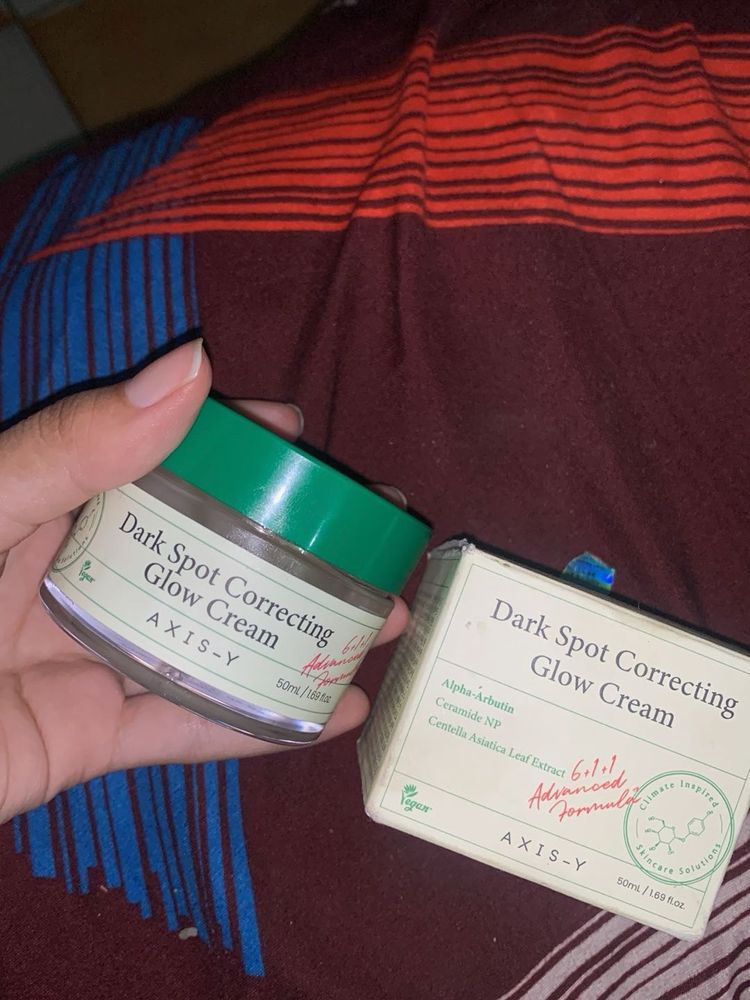 Dark Spot Correcting
Glow Cream
AXIS-Y
Vegan
6+1+1
Advanced
Formula
50mL / 1.69 fl.oz.
Dark Spot Correcting
Glow Cream
Alpha-Arbutin
Ceramide NP
Centella Asiatica Leaf Extract
6+1+1
Advanced
Formula
Vegan
AXIS-Y
Climate Inspired
Skincare Solutions
50mL / 1.69 fl.oz.